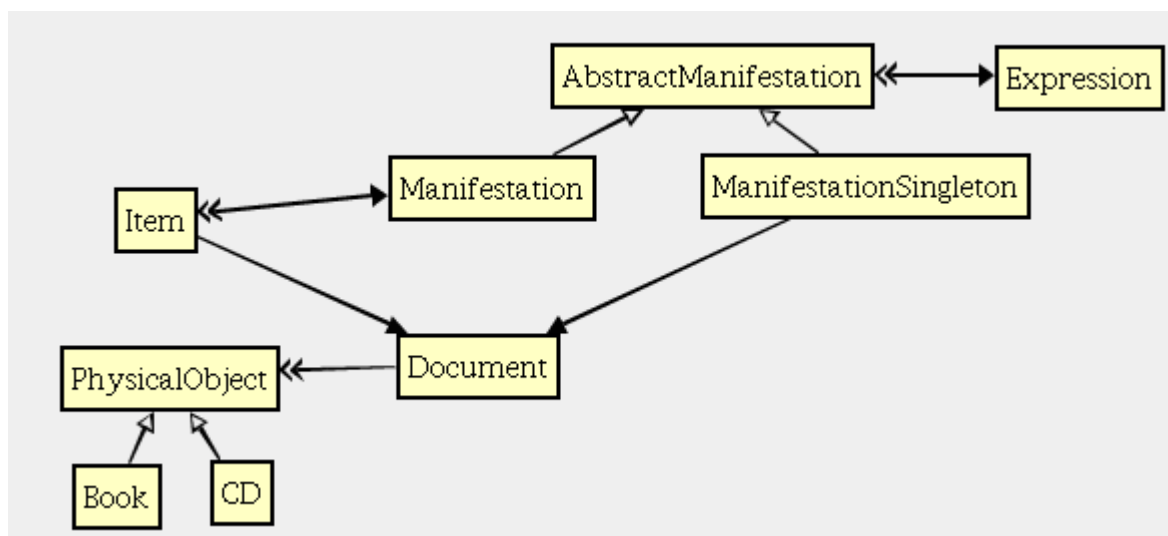 AbstractManifestation
Expression
Manifestation
ManifestationSingleton
Item
Document
PhysicalObject
Book
CD